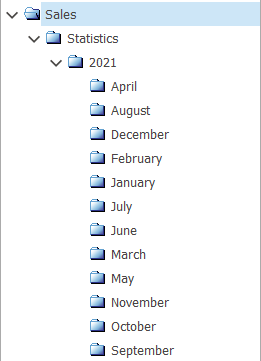 Sales
Statistics
2021
April
August
December
February
January
July
June
March
May
November
October
September